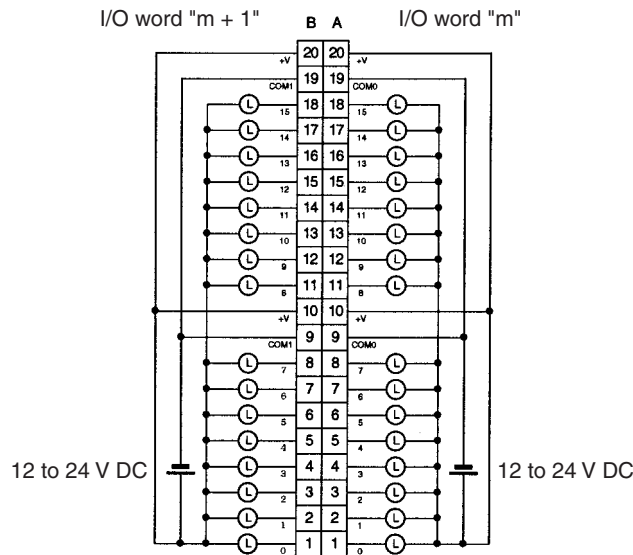 I/O word "m + 1" B A I/O word "m"
20 20
+V +V
19 19
COM1 COM0
L 18 18 L
15 15
L 17 17 L
14 14
L 16 16 L
13 13
L 15 15 L
12 12
L 14 14 L
11 11
L 13 13 L
10 10
L 12 12 L
9 9
L 11 11 L
8 8
10 10
+V +V
9 9
COM1 COM0
L 8 8 L
7 7
L 7 7 L
6 6
L 6 6 L
5 5
L 5 5 L
4 4
12 to 24 V DC L 4 4 L 12 to 24 V DC
3 3
L 3 3 L
2 2
L 2 2 L
1 1
L 1 1 L
0 0